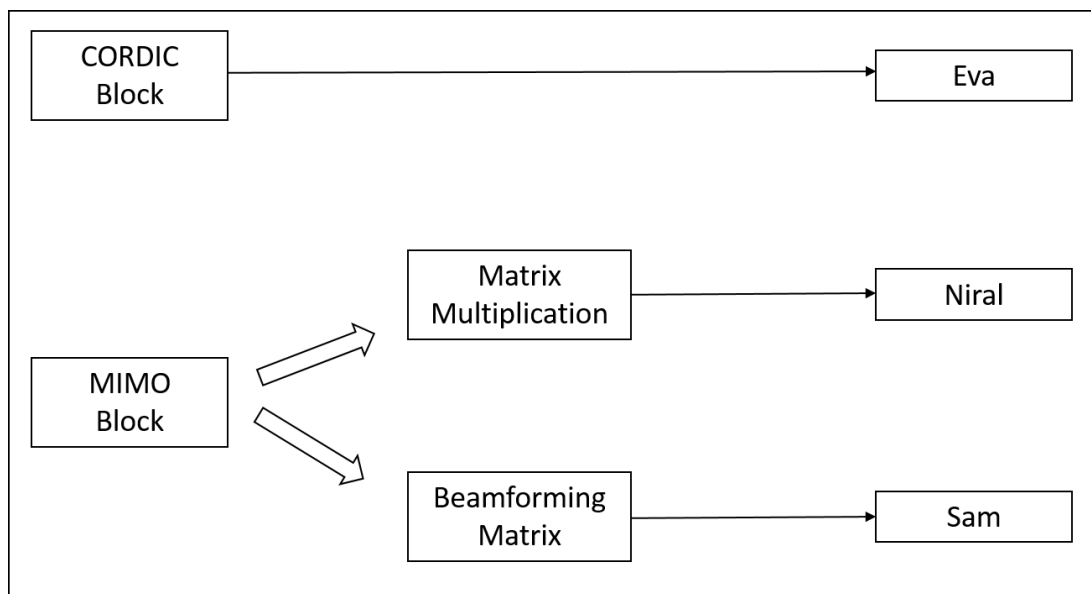 CORDIC
Block
Eva
Matrix
Multiplication
Niral
MIMO
Block
Beamforming
Matrix
Sam